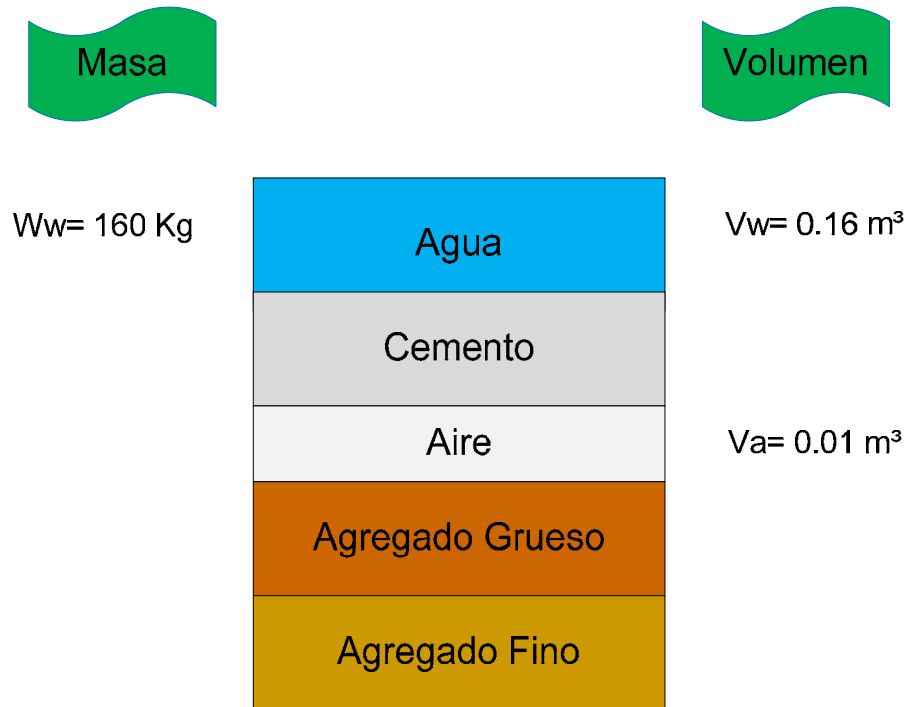 Masa
Volumen
Ww= 160 Kg
Agua
Vw= 0.16 m³
Cemento
Aire
Va= 0.01 m³
Agregado Grueso
Agregado Fino